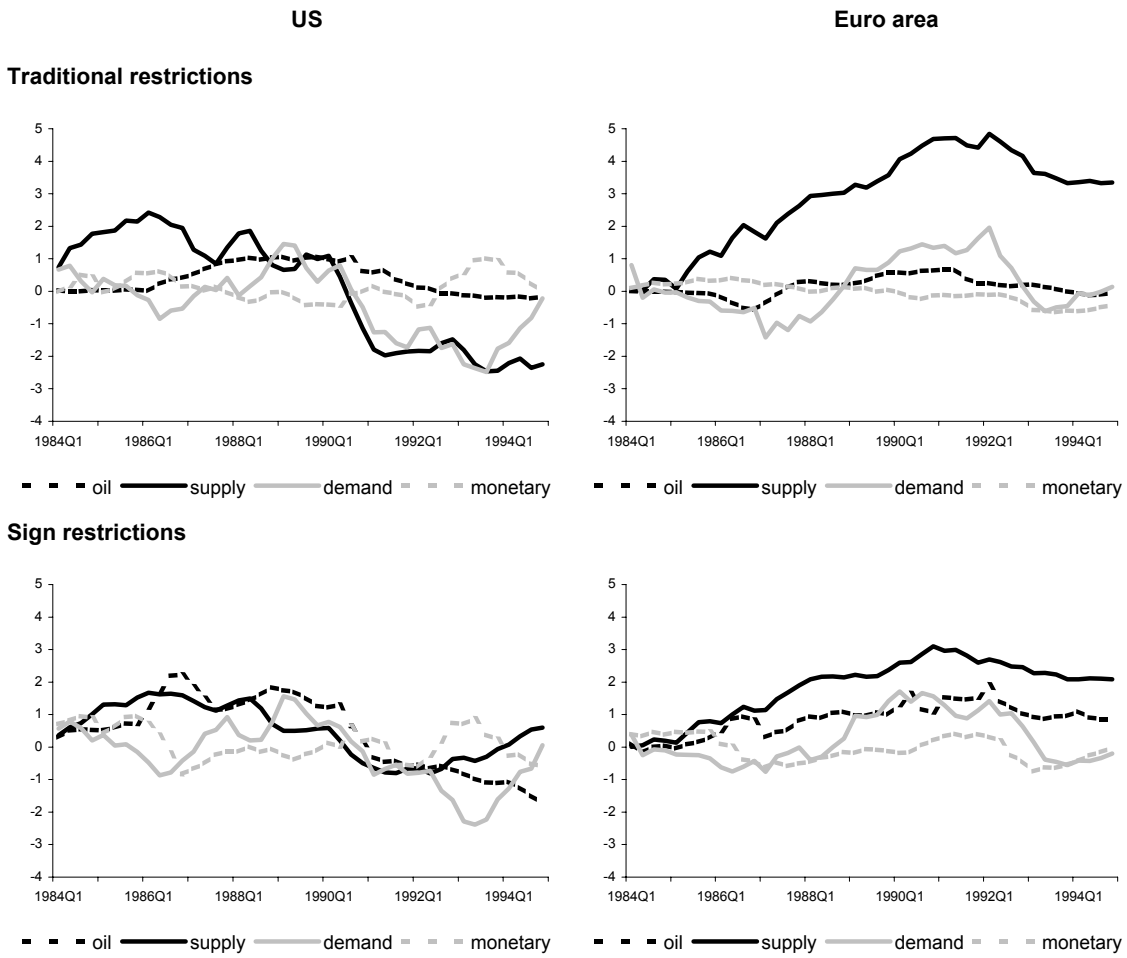 US Euro area
Traditional restrictions
5 5
4 4
3 3
2 2
1 1
0 0
-1 -1
-2 -2
-3 -3
-4 -4
1984Q1 1986Q1 1988Q1 1990Q1 1992Q1 1994Q1 1984Q1 1986Q1 1988Q1 1990Q1 1992Q1 1994Q1
oil supply demand monetary oil supply demand monetary
Sign restrictions
5 5
4 4
3 3
2 2
1 1
0 0
-1 -1
-2 -2
-3 -3
-4 -4
1984Q1 1986Q1 1988Q1 1990Q1 1992Q1 1994Q1 1984Q1 1986Q1 1988Q1 1990Q1 1992Q1 1994Q1
oil supply demand monetary oil supply demand monetary